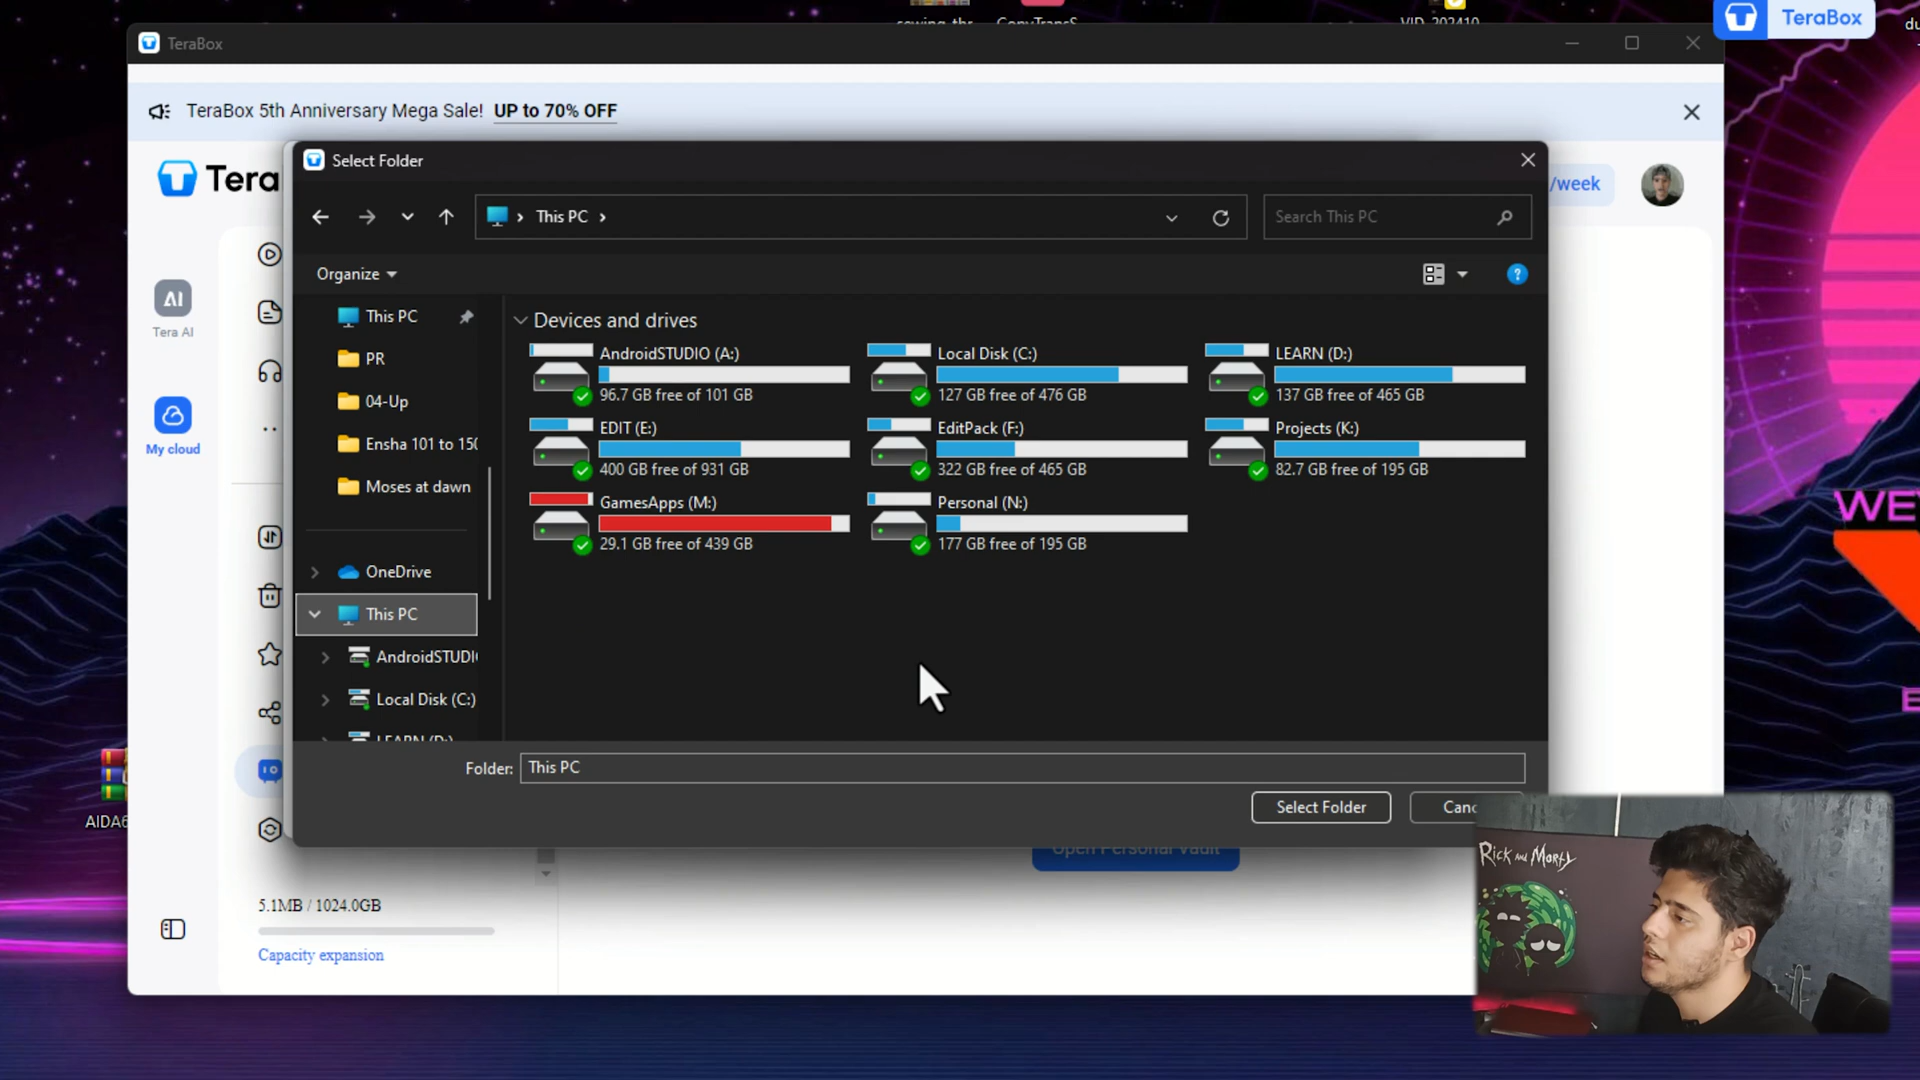 TeraBox
TeraBox
TeraBox 5th Anniversary Mega Sale! UP to 70% OFF
Select Folder
Tera
/week
This PC
Search This PC
Organize
This PC
PR
04-Up
Ensha 101 to 150
Moses at dawn
OneDrive
This PC
AndroidSTUDI
Local Disk (C:)
LEARN (D:)
Devices and drives
AndroidSTUDIO (A:)
96.7 GB free of 101 GB
Local Disk (C:)
127 GB free of 476 GB
LEARN (D:)
137 GB free of 465 GB
EDIT (E:)
400 GB free of 931 GB
EditPack (F:)
322 GB free of 465 GB
Projects (K:)
82.7 GB free of 195 GB
GamesApps (M:)
29.1 GB free of 439 GB
Personal (N:)
177 GB free of 195 GB
AI
Tera AI
My cloud
Folder: This PC
Select Folder
Canc
Open Personal Vault
AIDA6
5.1MB / 1024.0GB
Capacity expansion
Rick and Morty
WE'